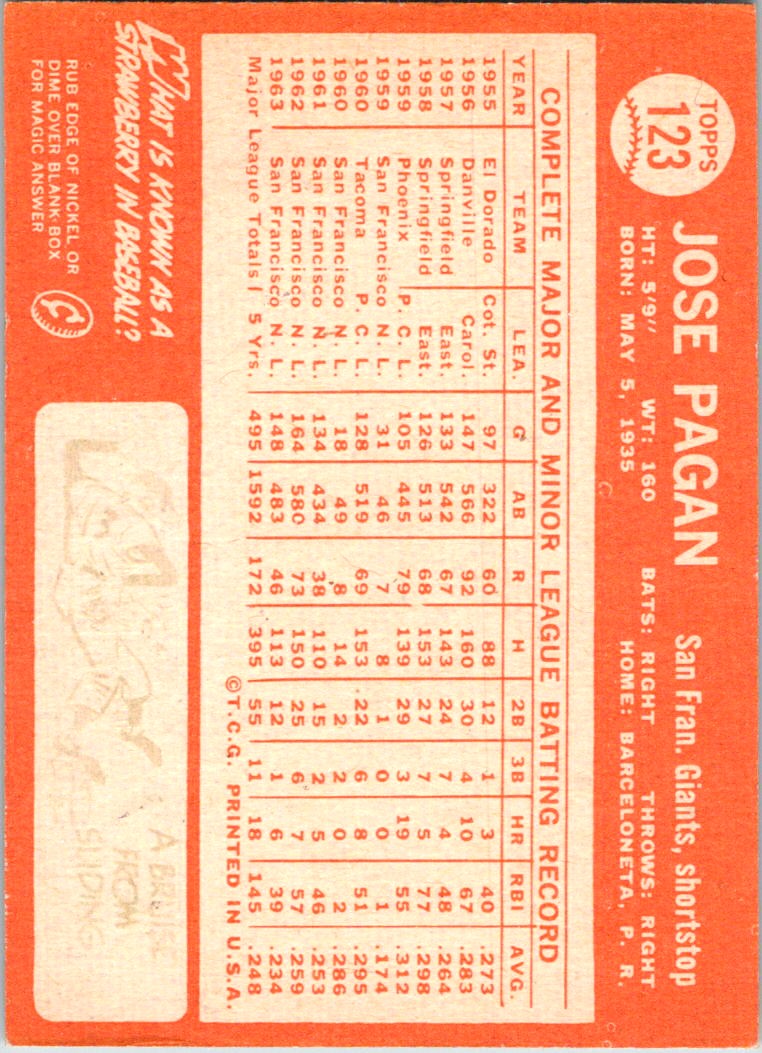 TOPPS
123
JOSE PAGAN
San Fran. Giants, shortstop
HT: 5'9" WT: 160 BATS: RIGHT THROWS: RIGHT
BORN: MAY 5, 1935 HOME: BARCELONETA, P. R.
COMPLETE MAJOR AND MINOR LEAGUE BATTING RECORD
YEAR TEAM LEA. G AB R H 2B 3B HR RBI AVG.
1955 El Dorado Cot. St. 97 322 60 88 12 1 3 40 .273
1956 Danville Carol. 147 566 92 160 30 4 10 67 .283
1957 Springfield East. 133 542 67 143 24 7 4 48 .264
1958 Springfield East. 126 513 68 153 27 7 5 77 .298
1959 Phoenix P. C. L. 105 445 79 139 29 3 19 55 .312
1959 San Francisco N. L. 31 46 7 8 1 0 0 1 .174
1960 Tacoma P. C. L. 128 519 69 153 22 6 8 51 .295
1960 San Francisco N. L. 18 49 8 14 2 2 0 2 .286
1961 San Francisco N. L. 134 434 38 110 15 2 5 46 .253
1962 San Francisco N. L. 164 580 73 150 25 6 7 57 .259
1963 San Francisco N. L. 148 483 46 113 12 1 6 39 .234
Major League Totals 5 Yrs. 495 1592 172 395 55 11 18 145 .248
© T.C.G. PRINTED IN U.S.A.
WHAT IS KNOWN AS A
STRAWBERRY IN BASEBALL?
RUB EDGE OF NICKEL OR
DIME OVER BLANK-BOX
FOR MAGIC ANSWER
A BRUISE
FROM
SLIDING